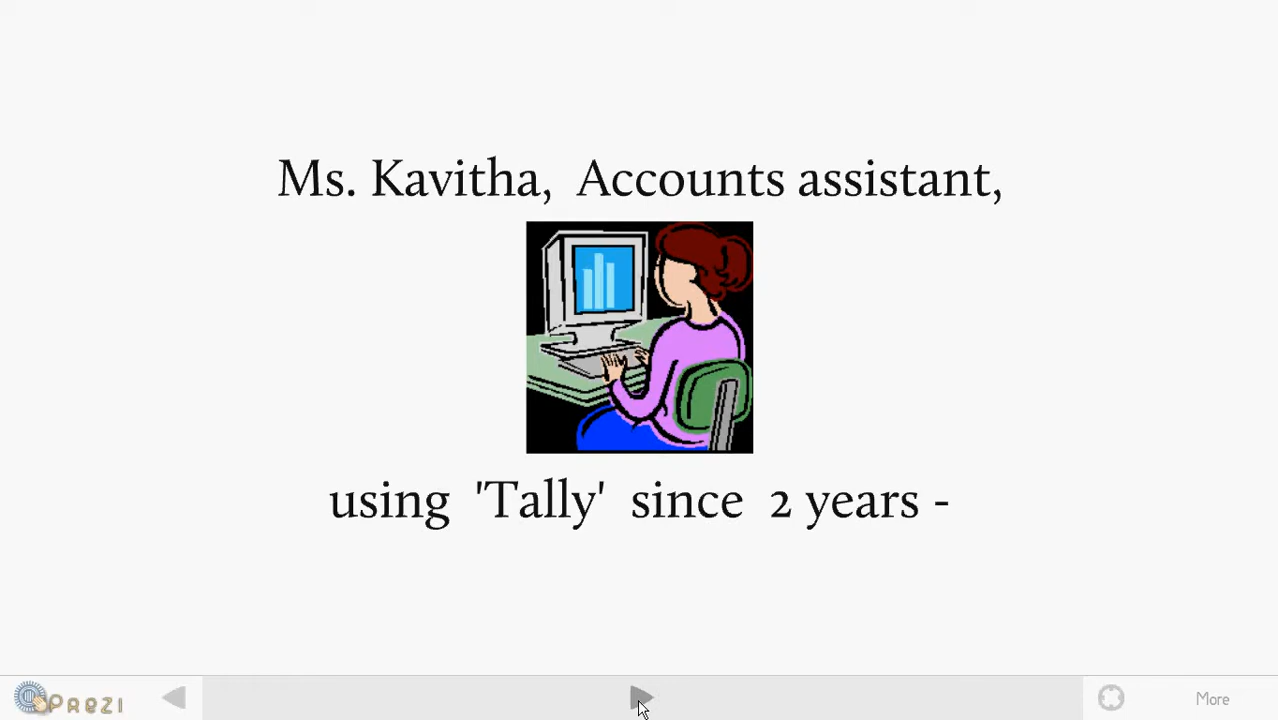 Ms. Kavitha, Accounts assistant,
using 'Tally' since 2 years -
Prezi
More